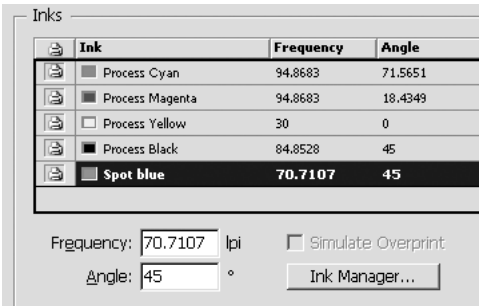 Inks
Ink Frequency Angle
Process Cyan 94.8683 71.5651
Process Magenta 94.8683 18.4349
Process Yellow 30 0
Process Black 84.8528 45
Spot blue 70.7107 45
Frequency: 70.7107 lpi Simulate Overprint
Angle: 45 ° Ink Manager...